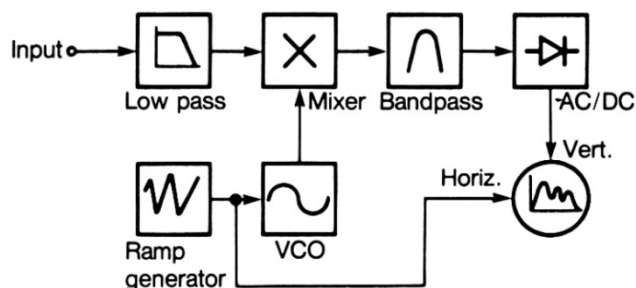 Input
Low pass
Mixer
Bandpass
AC/DC
Vert.
Horiz.
Ramp
generator
VCO